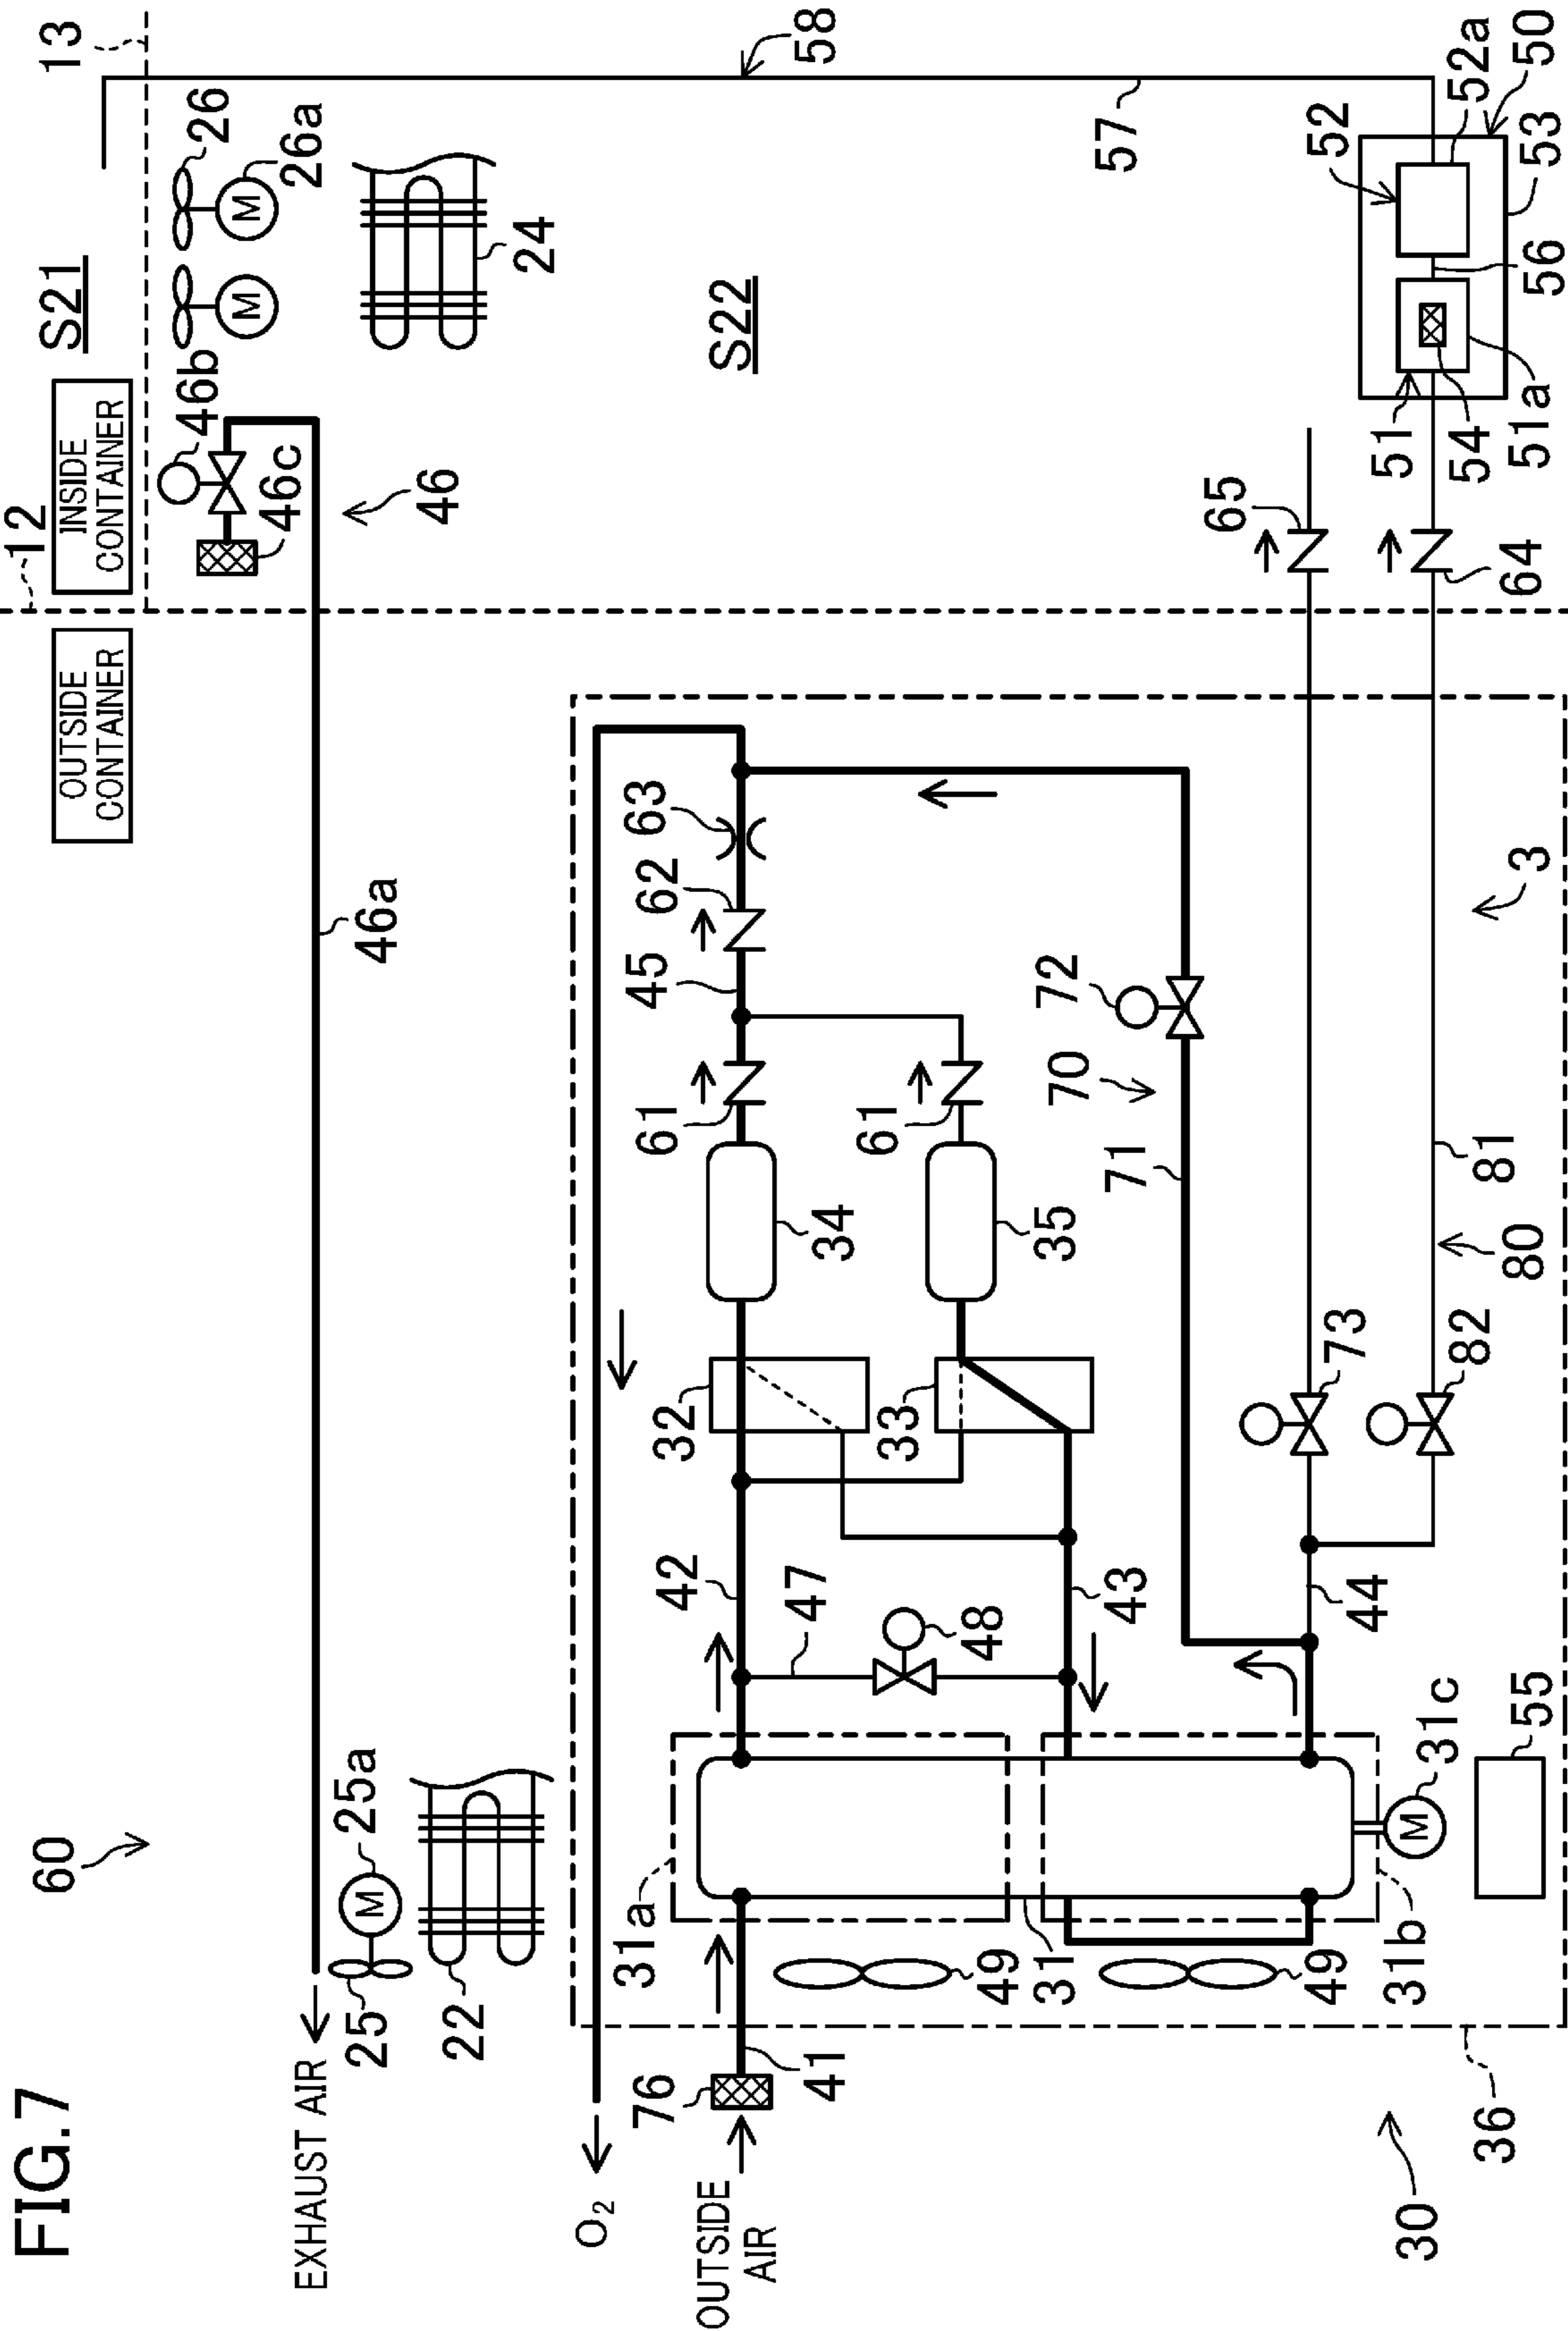 FIG.7
60
12
13
OUTSIDE
CONTAINER
INSIDE
CONTAINER
S21
EXHAUST AIR
25
25a
M
22
46a
46
46b
46c
M
M
26
26a
24
58
57
S22
O₂
OUTSIDE
AIR
76
41
31a
42
47
48
43
32
33
34
35
61
61
45
62
63
70
71
72
49
31
49
31b
M
31c
55
44
73
82
80
81
3
65
64
51
54
51a
56
52
52a
50
53
30
36